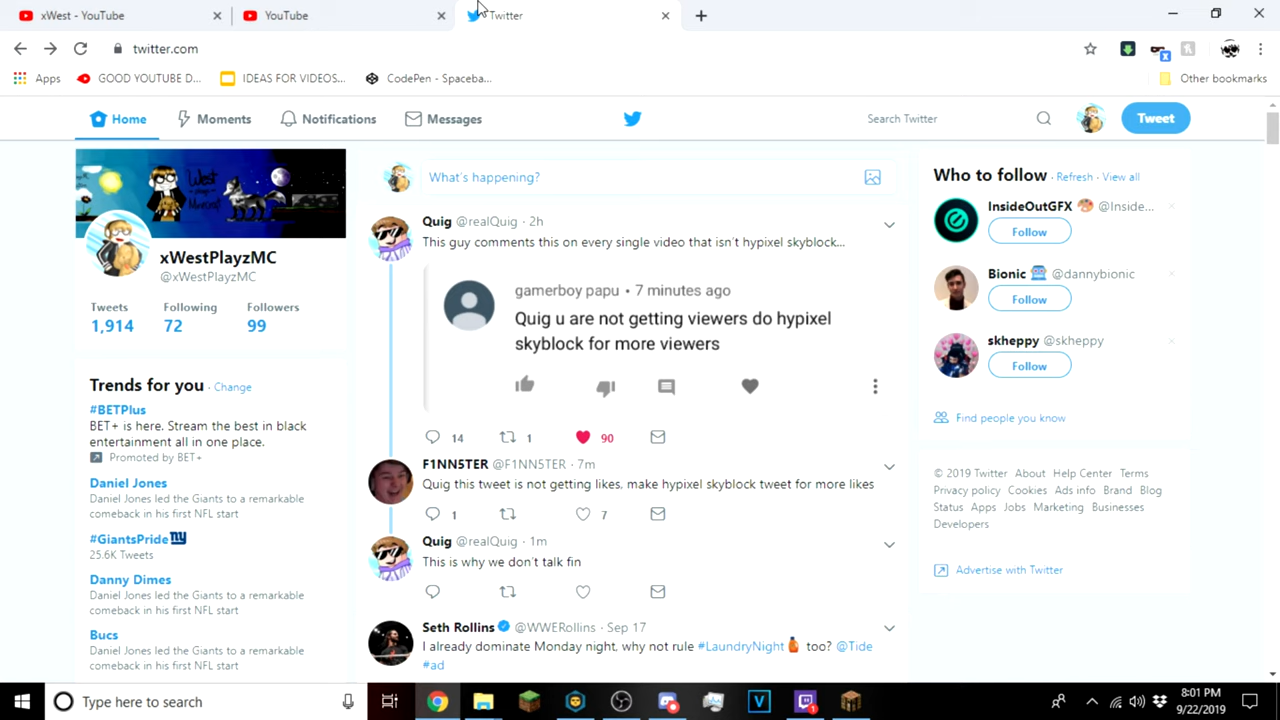 xWest - YouTube
YouTube
Twitter
twitter.com
Apps
GOOD YOUTUBE D...
IDEAS FOR VIDEOS...
CodePen - Spaceba...
Other bookmarks
Home
Moments
Notifications
Messages
Search Twitter
Tweet
West
plays
Minecraft
xWestPlayzMC
@xWestPlayzMC
Tweets Following Followers
1,914 72 99
Trends for you · Change
#BETPlus
BET+ is here. Stream the best in black
entertainment all in one place.
Promoted by BET+
Daniel Jones
Daniel Jones led the Giants to a remarkable
comeback in his first NFL start
#GiantsPride
25.6K Tweets
Danny Dimes
Daniel Jones led the Giants to a remarkable
comeback in his first NFL start
Bucs
Daniel Jones led the Giants to a remarkable
comeback in his first NFL start
What's happening?
Quig @realQuig · 2h
This guy comments this on every single video that isn't hypixel skyblock...
gamerboy papu • 7 minutes ago
Quig u are not getting viewers do hypixel
skyblock for more viewers
14 1 90
F1NN5TER @F1NN5TER · 7m
Quig this tweet is not getting likes, make hypixel skyblock tweet for more likes
1 7
Quig @realQuig · 1m
This is why we don't talk fin
Seth Rollins @WWERollins · Sep 17
I already dominate Monday night, why not rule #LaundryNight too? @Tide
#ad
Who to follow · Refresh · View all
InsideOutGFX @Inside...
Follow
Bionic @dannybionic
Follow
skheppy @skheppy
Follow
Find people you know
© 2019 Twitter About Help Center Terms
Privacy policy Cookies Ads info Brand Blog
Status Apps Jobs Marketing Businesses
Developers
Advertise with Twitter
Type here to search
8:01 PM
9/22/2019